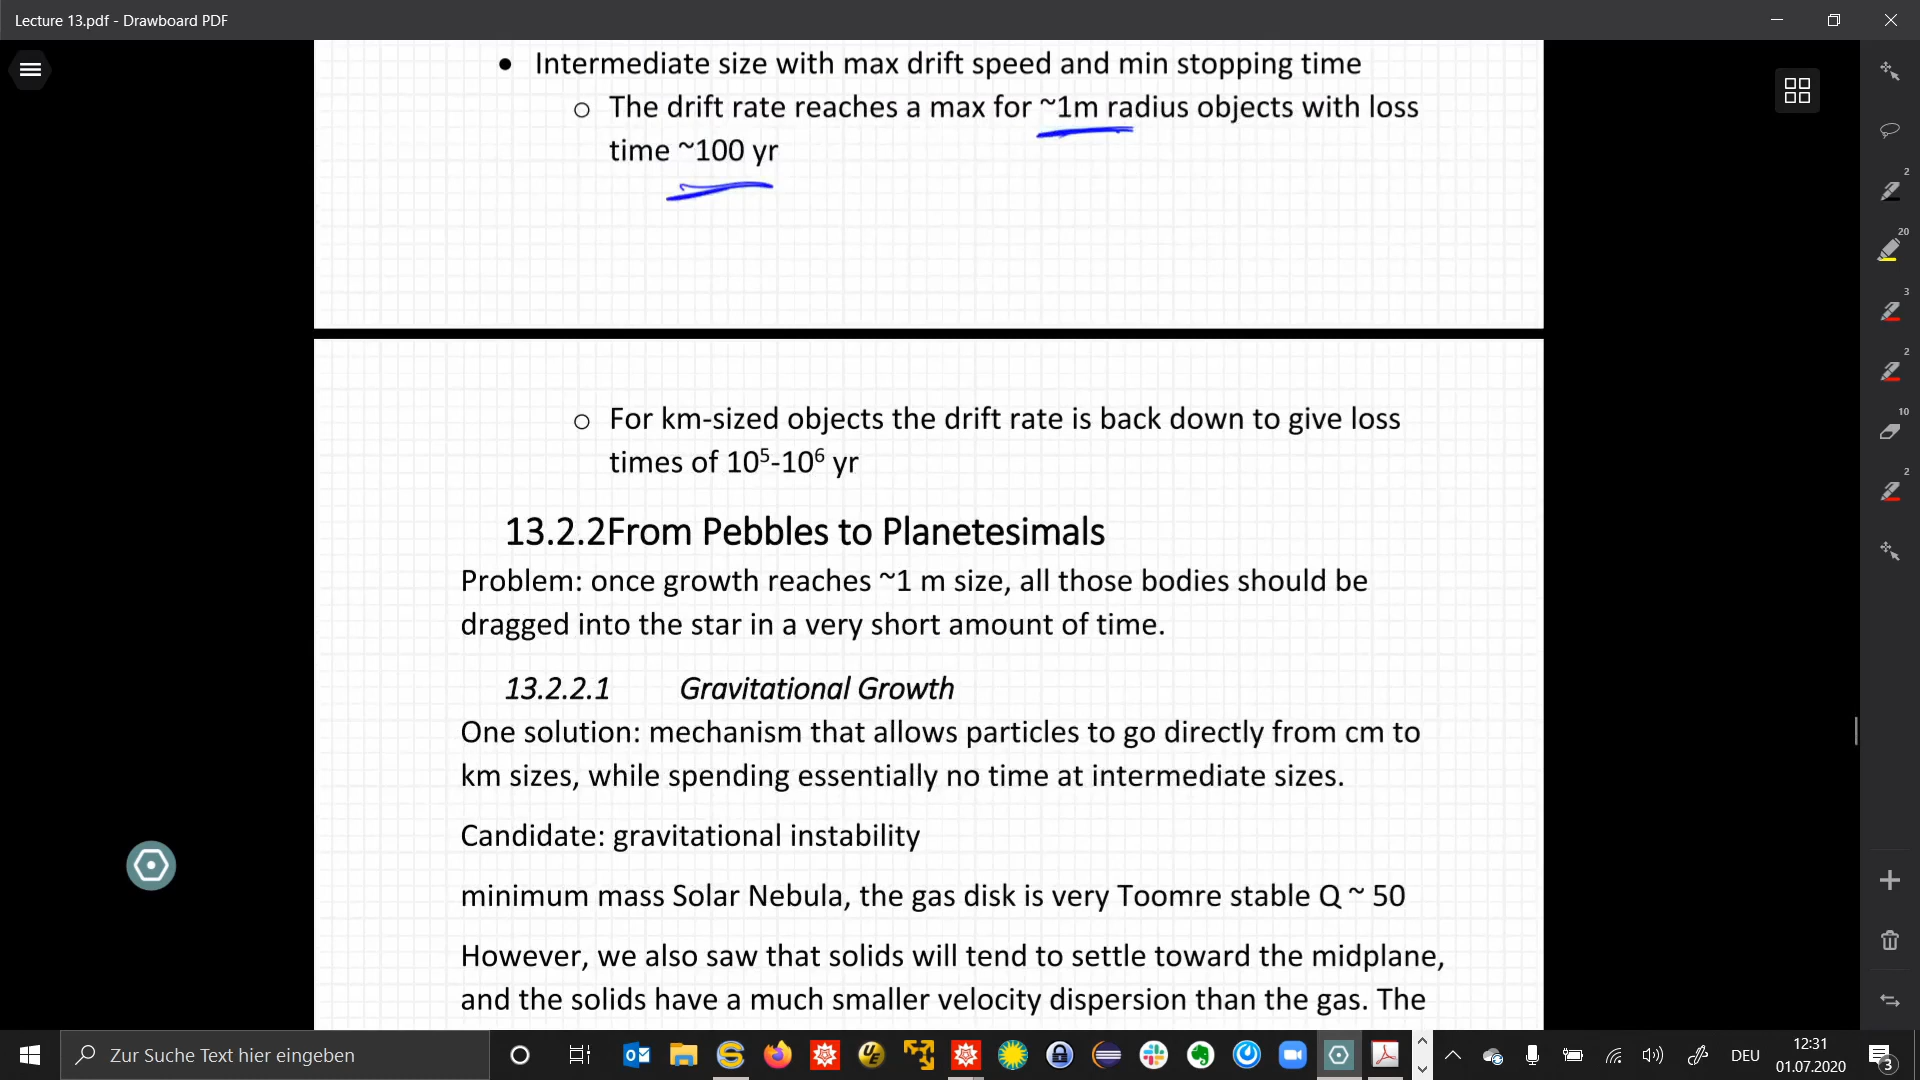 Lecture 13.pdf - Drawboard PDF
• Intermediate size with max drift speed and min stopping time
o The drift rate reaches a max for ~1m radius objects with loss
time ~100 yr
o For km-sized objects the drift rate is back down to give loss
times of 10⁵-10⁶ yr
13.2.2From Pebbles to Planetesimals
Problem: once growth reaches ~1 m size, all those bodies should be
dragged into the star in a very short amount of time.
13.2.2.1 Gravitational Growth
One solution: mechanism that allows particles to go directly from cm to
km sizes, while spending essentially no time at intermediate sizes.
Candidate: gravitational instability
minimum mass Solar Nebula, the gas disk is very Toomre stable Q ~ 50
However, we also saw that solids will tend to settle toward the midplane,
and the solids have a much smaller velocity dispersion than the gas. The
2
20
3
2
10
2
Zur Suche Text hier eingeben
DEU
12:31
01.07.2020
3